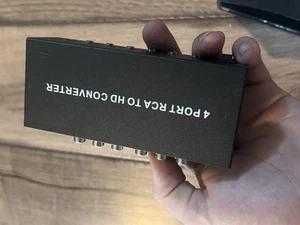 4 PORT RCA TO HD CONVERTER